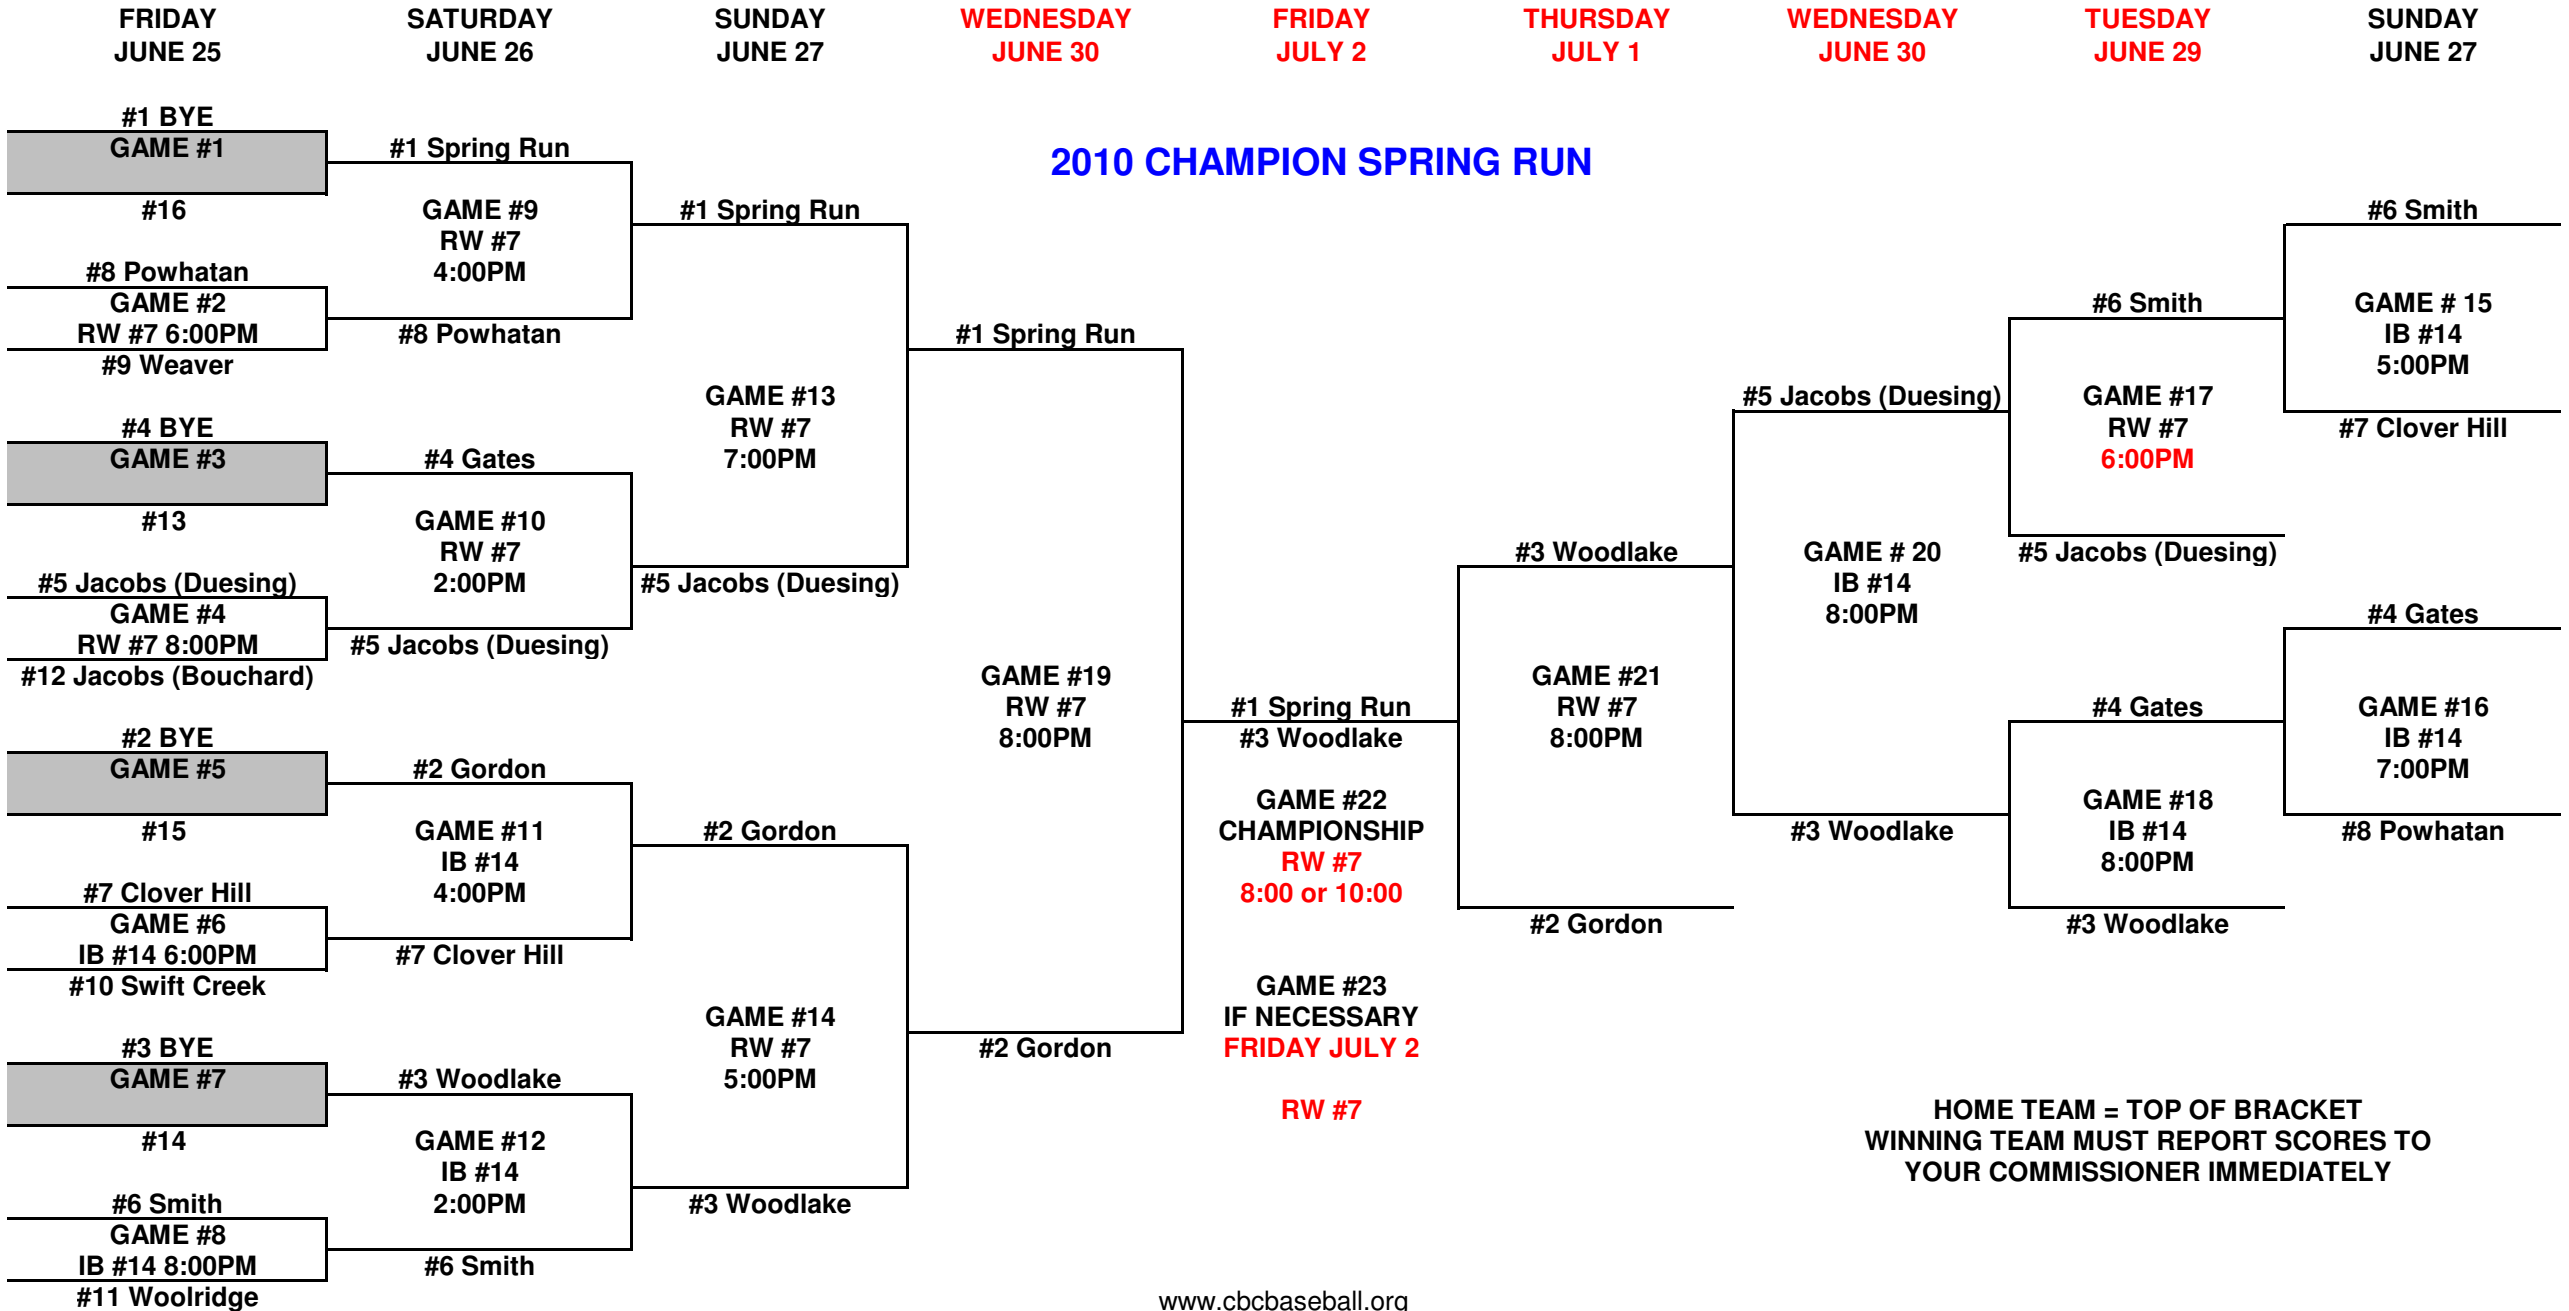 FRIDAY
JUNE 25
SATURDAY
JUNE 26
SUNDAY
JUNE 27
WEDNESDAY
JUNE 30
FRIDAY
JULY 2
THURSDAY
JULY 1
WEDNESDAY
JUNE 30
TUESDAY
JUNE 29
SUNDAY
JUNE 27
2010 CHAMPION SPRING RUN
#1 BYE
GAME #1
#16
#8 Powhatan
GAME #2
RW #7 6:00PM
#9 Weaver
#4 BYE
GAME #3
#13
#5 Jacobs (Duesing)
GAME #4
RW #7 8:00PM
#12 Jacobs (Bouchard)
#2 BYE
GAME #5
#15
#7 Clover Hill
GAME #6
IB #14 6:00PM
#10 Swift Creek
#3 BYE
GAME #7
#14
#6 Smith
GAME #8
IB #14 8:00PM
#11 Woolridge
#1 Spring Run
GAME #9
RW #7
4:00PM
#8 Powhatan
#4 Gates
GAME #10
RW #7
2:00PM
#5 Jacobs (Duesing)
#2 Gordon
GAME #11
IB #14
4:00PM
#7 Clover Hill
#3 Woodlake
GAME #12
IB #14
2:00PM
#6 Smith
#1 Spring Run
GAME #13
RW #7
7:00PM
#5 Jacobs (Duesing)
#2 Gordon
GAME #14
RW #7
5:00PM
#3 Woodlake
#1 Spring Run
GAME #19
RW #7
8:00PM
#2 Gordon
#1 Spring Run
#3 Woodlake
GAME #22
CHAMPIONSHIP
RW #7
8:00 or 10:00
GAME #23
IF NECESSARY
FRIDAY JULY 2
RW #7
#3 Woodlake
GAME #21
RW #7
8:00PM
#2 Gordon
#5 Jacobs (Duesing)
GAME # 20
IB #14
8:00PM
#3 Woodlake
#6 Smith
GAME #17
RW #7
6:00PM
#5 Jacobs (Duesing)
#4 Gates
GAME #18
IB #14
8:00PM
#3 Woodlake
#6 Smith
GAME # 15
IB #14
5:00PM
#7 Clover Hill
#4 Gates
GAME #16
IB #14
7:00PM
#8 Powhatan
HOME TEAM = TOP OF BRACKET
WINNING TEAM MUST REPORT SCORES TO
YOUR COMMISSIONER IMMEDIATELY
www.cbcbaseball.org